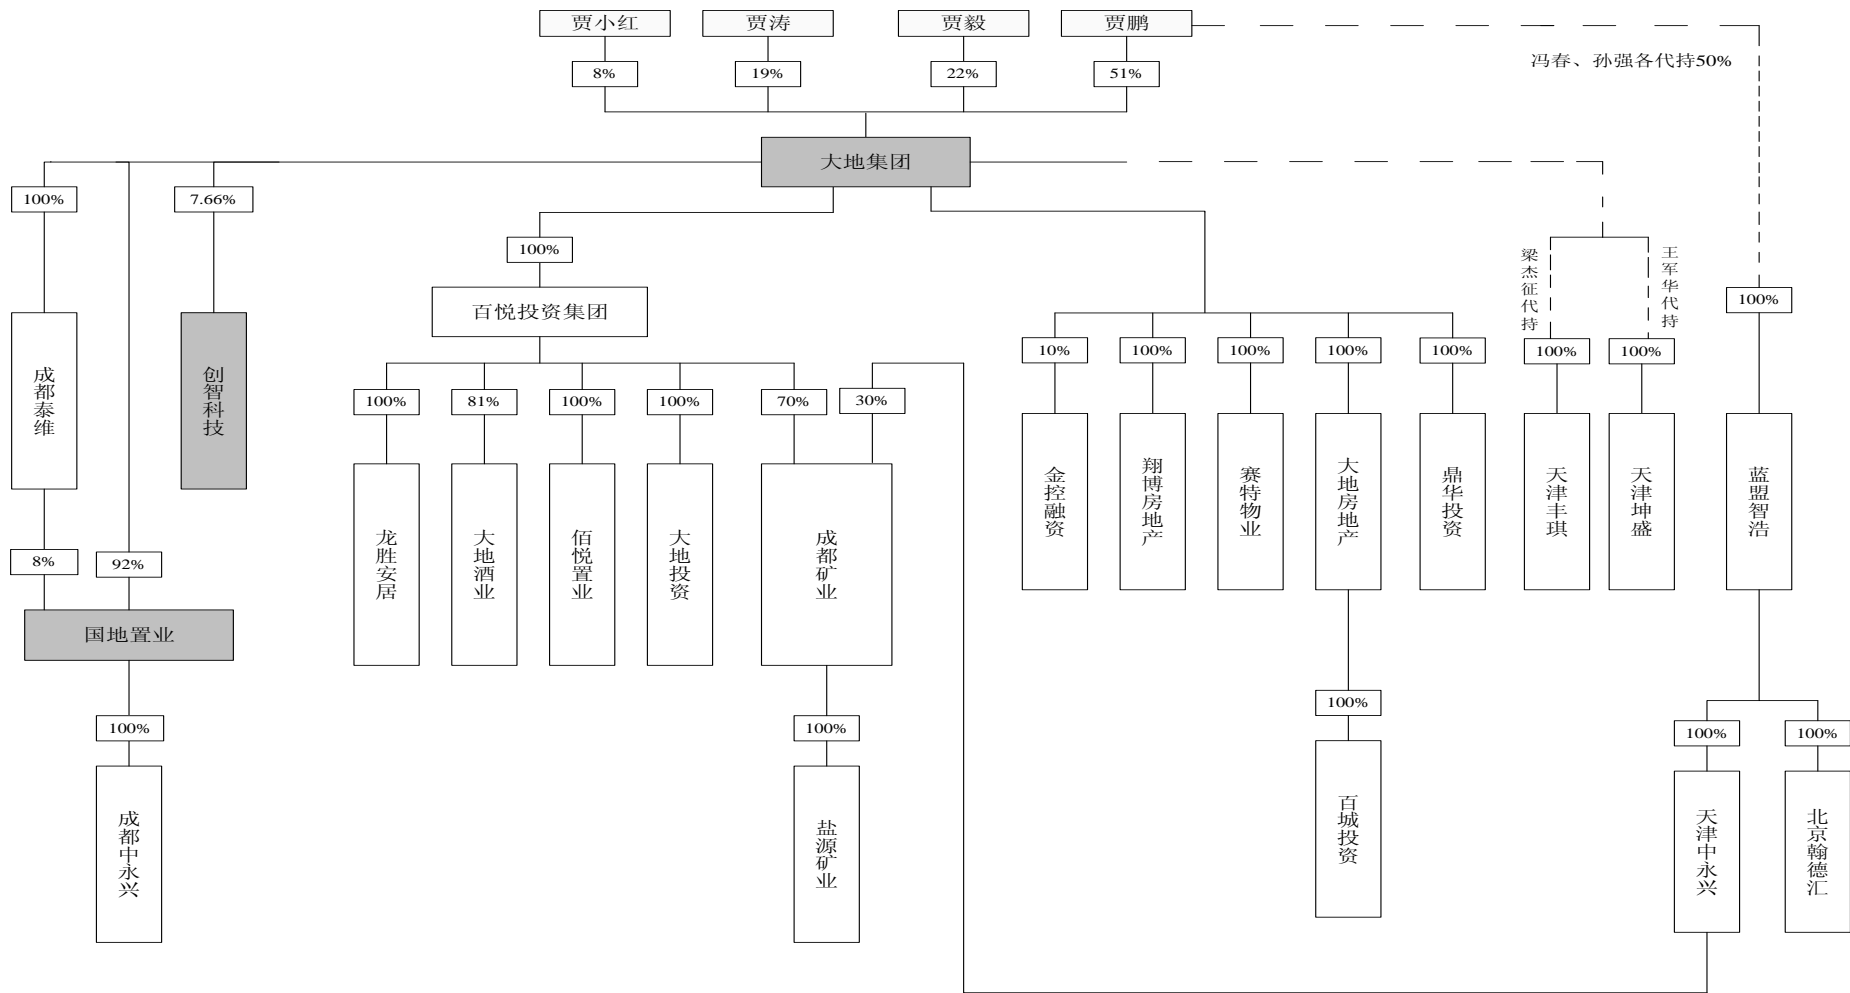 贾小红
贾涛
贾毅
贾鹏
8%
19%
22%
51%
冯春、孙强各代持50%
大地集团
100%
7.66%
100%
百悦投资集团
梁杰征代持
王军华代持
100%
成都泰维
创智科技
10%
100%
100%
100%
100%
100%
100%
100%
81%
100%
100%
70%
30%
金控融资
翔博房地产
赛特物业
大地房地产
鼎华投资
天津丰琪
天津坤盛
蓝盟智浩
龙胜安居
大地酒业
佰悦置业
大地投资
成都矿业
8%
92%
国地置业
100%
100%
100%
100%
100%
成都中永兴
盐源矿业
百城投资
天津中永兴
北京翰德汇